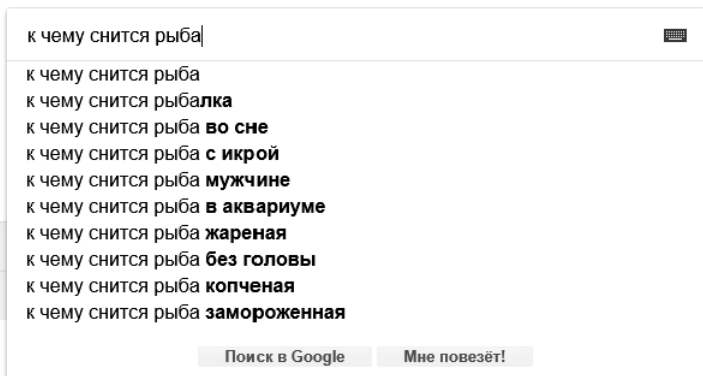 к чему снится рыба
к чему снится рыба
к чему снится рыбалка
к чему снится рыба во сне
к чему снится рыба с икрой
к чему снится рыба мужчине
к чему снится рыба в аквариуме
к чему снится рыба жареная
к чему снится рыба без головы
к чему снится рыба копченая
к чему снится рыба замороженная
Поиск в Google Мне повезёт!